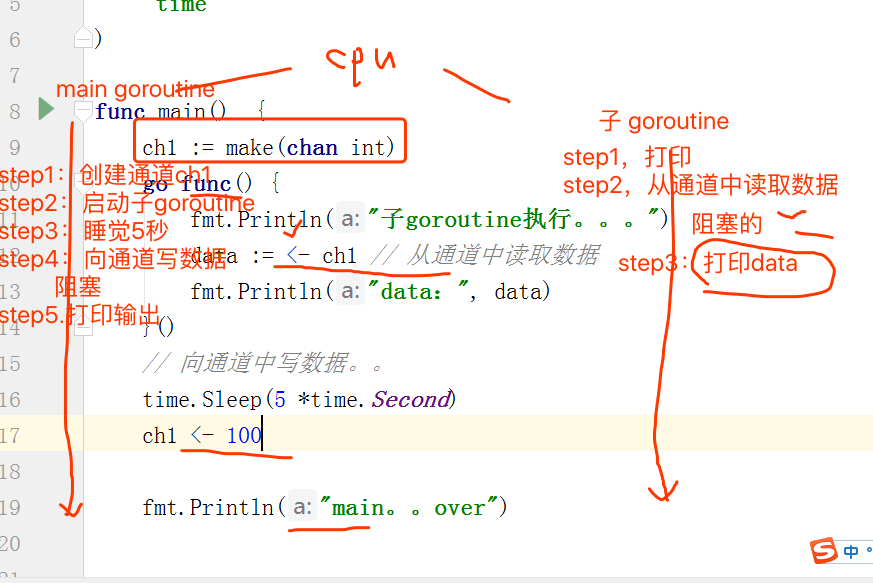 5 time
6 )
7
cpu
main goroutine
8 func main() {
子 goroutine
9 ch1 := make(chan int)
step1，打印
step1：创建通道ch1
step2，从通道中读取数据
10 go func() {
step2：启动子goroutine
11 fmt.Println(a:"子goroutine执行。。。")
阻塞的
step3：睡觉5秒
12 data := <- ch1 // 从通道中读取数据
step4：向通道写数据
step3：打印data
阻塞
13 fmt.Println(a:"data：", data)
step5.打印输出
14 }()
15 // 向通道中写数据。。
16 time.Sleep(5 *time.Second)
17 ch1 <- 100
18
19 fmt.Println(a:"main。。over")
20
21
S 中